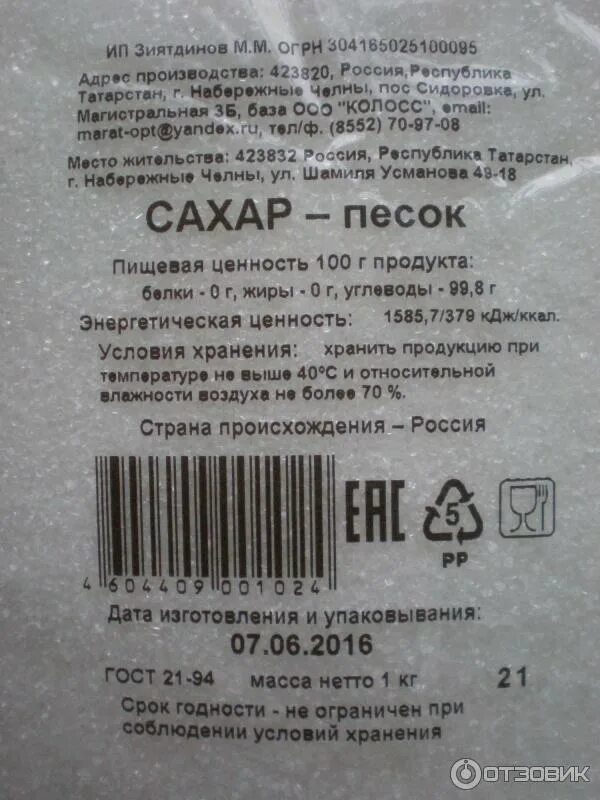 ИП Зиятдинов М.М. ОГРН 304165025100095
Адрес производства: 423820, Россия,Республика
Татарстан, г. Набережные Челны, пос Сидоровка, ул.
Магистральная 3Б, база ООО "КОЛОСС", email:
marat-opt@yandex.ru, тел/ф. (8552) 70-97-08
Место жительства: 423832 Россия, Республика Татарстан,
г. Набережные Челны, ул. Шамиля Усманова 49-18
САХАР – песок
Пищевая ценность 100 г продукта:
белки - 0 г, жиры - 0 г, углеводы - 99,8 г
Энергетическая ценность: 1585,7/379 кДж/ккал.
Условия хранения: хранить продукцию при
температуре не выше 40°С и относительной
влажности воздуха не более 70 %.
Страна происхождения – Россия
EAC 5 PP
4 604409 001024
Дата изготовления и упаковывания:
07.06.2016
ГОСТ 21-94 масса нетто 1 кг 21
Срок годности - не ограничен при
соблюдении условий хранения
ОТЗОВИК